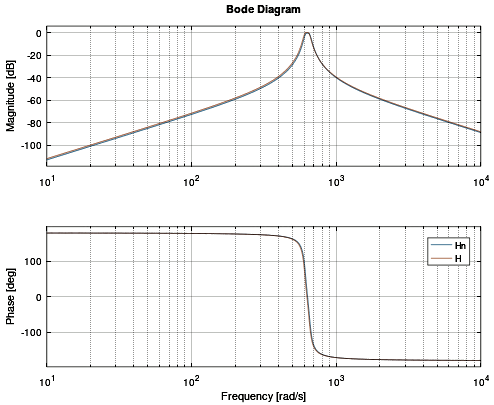 Bode Diagram
Magnitude [dB]
0
-20
-40
-60
-80
-100
10^1
10^2
10^3
10^4
Phase [deg]
100
0
-100
Hn
H
10^1
10^2
10^3
10^4
Frequency [rad/s]